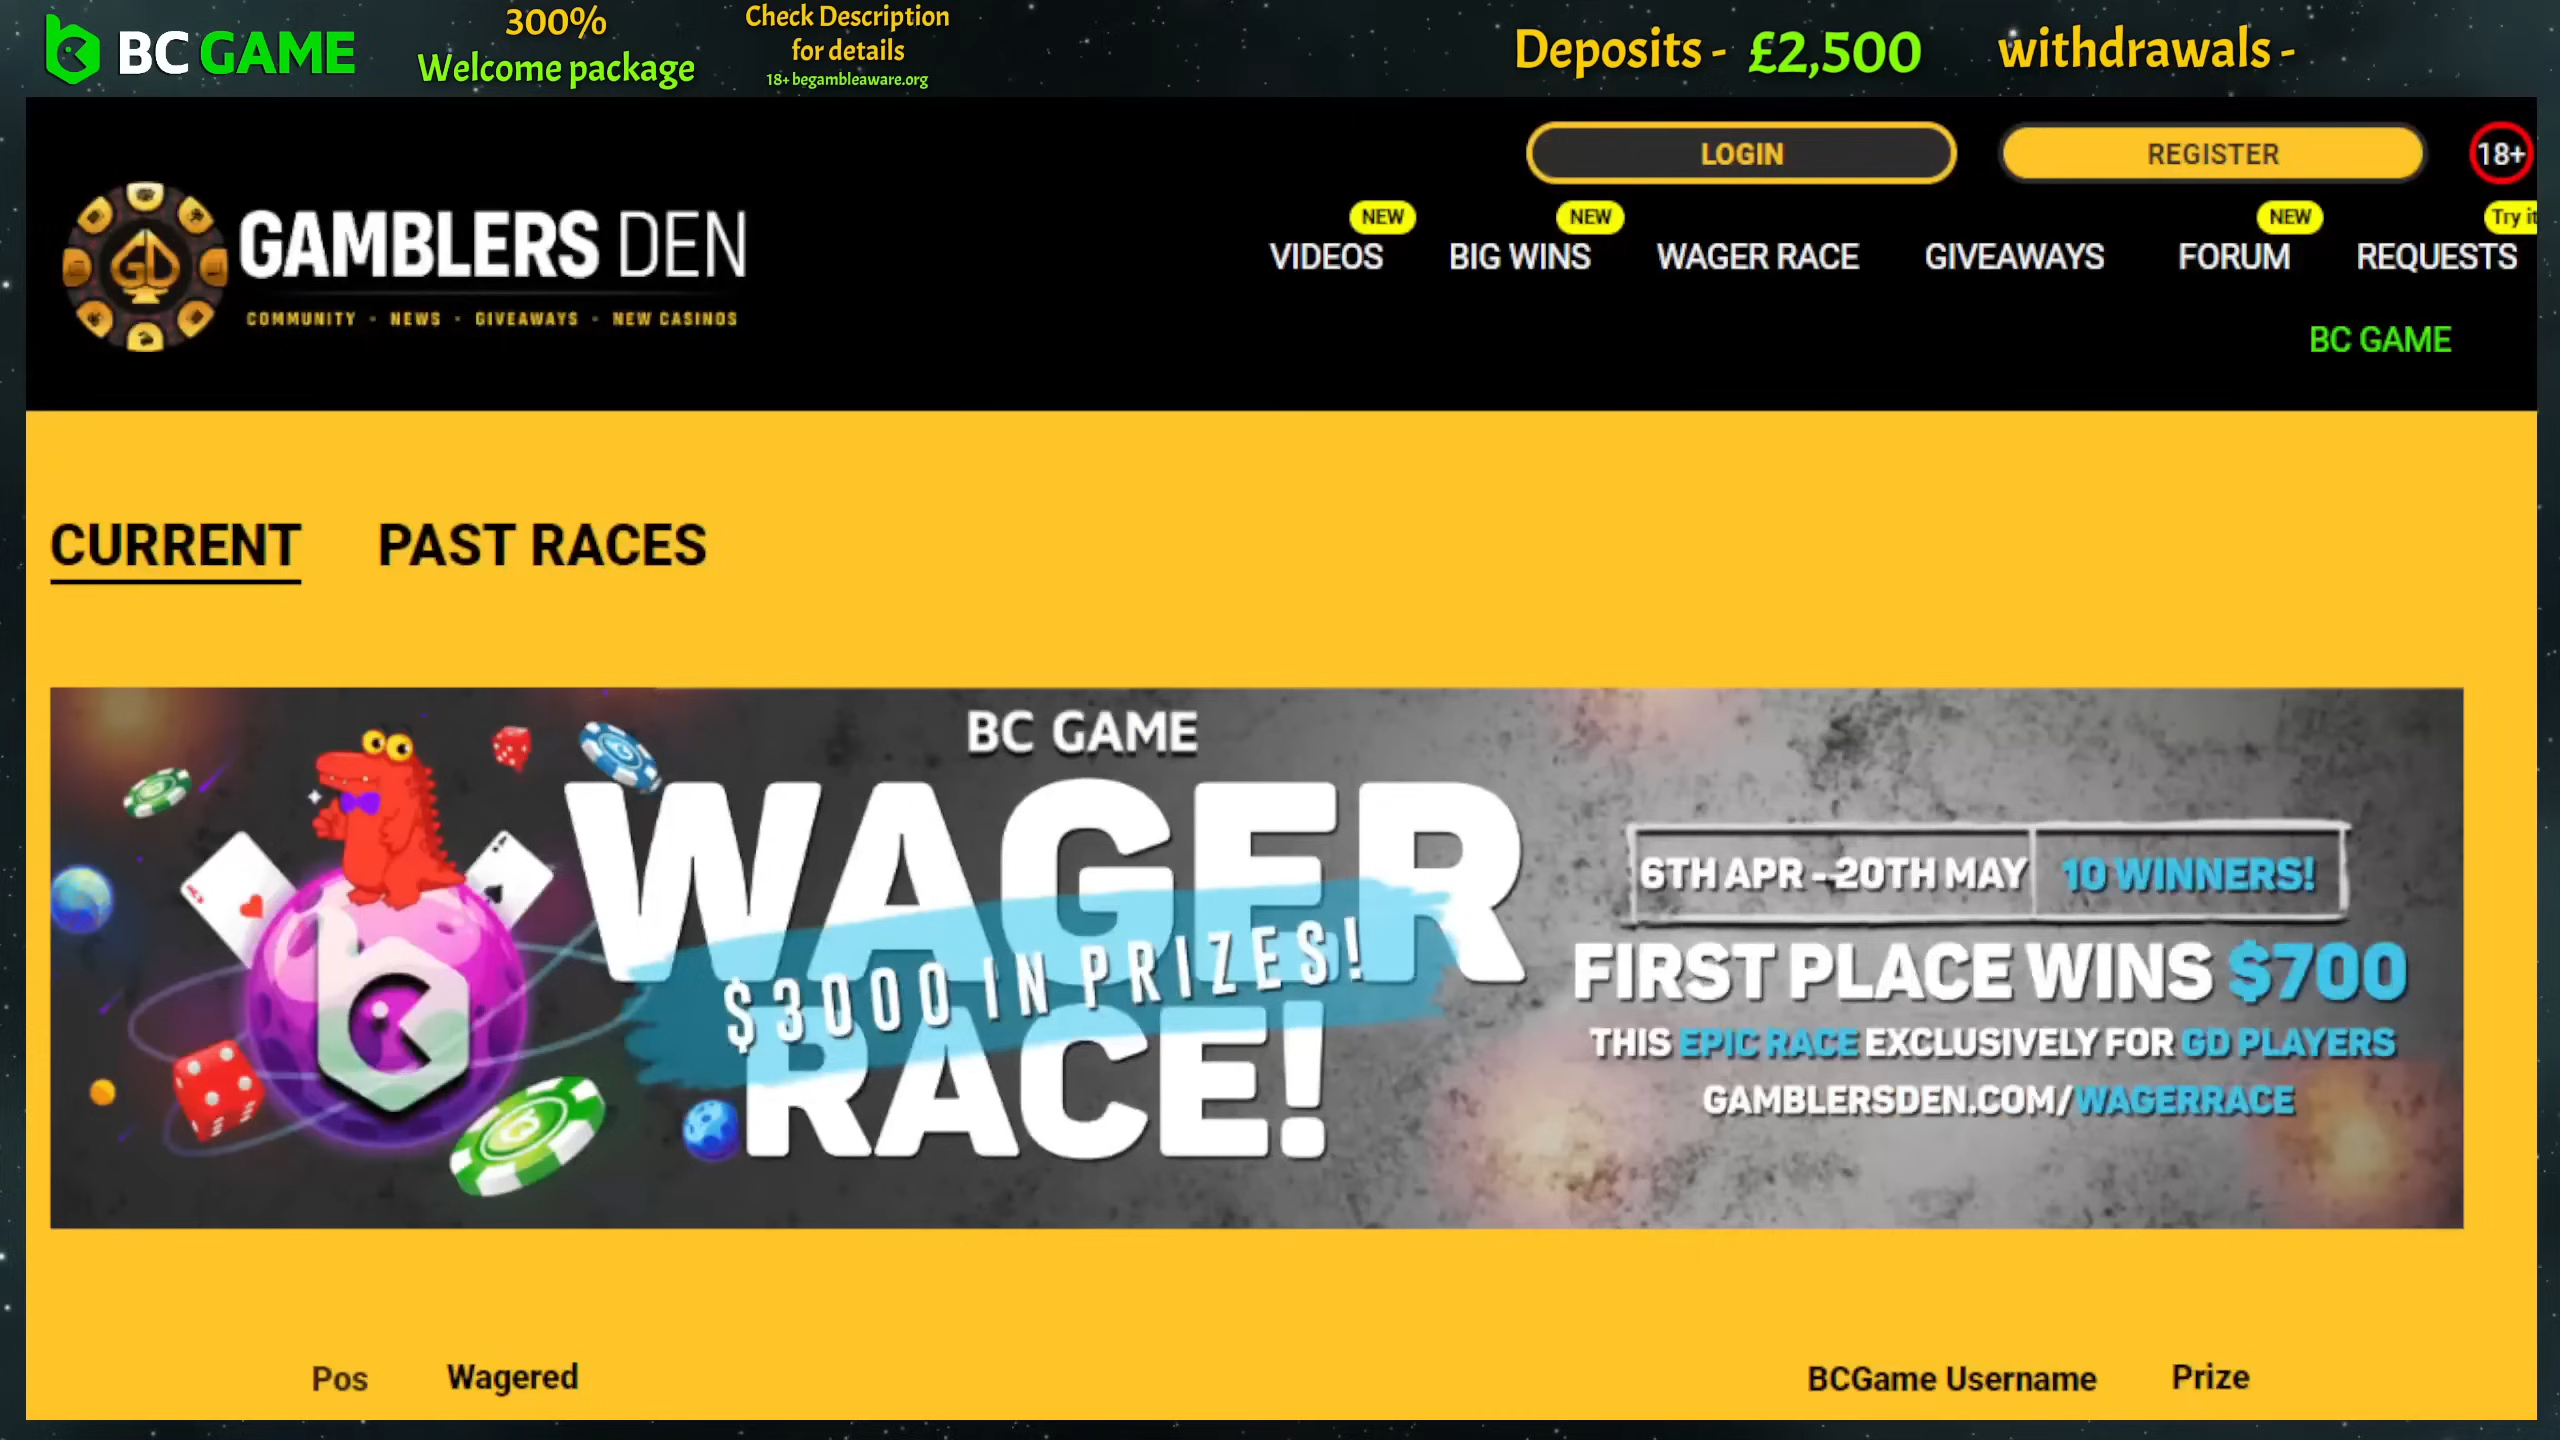 BC GAME
300%
Welcome package
Check Description
for details
18+ begambleaware.org
Deposits - £2,500
withdrawals -
LOGIN
REGISTER
18+
GAMBLERS DEN
COMMUNITY - NEWS - GIVEAWAYS - NEW CASINOS
NEW
NEW
NEW
Try it
VIDEOS
BIG WINS
WAGER RACE
GIVEAWAYS
FORUM
REQUESTS
BC GAME
CURRENT
PAST RACES
BC GAME
WAGER
$3000 IN PRIZES!
RACE!
6TH APR - 20TH MAY
10 WINNERS!
FIRST PLACE WINS $700
THIS EPIC RACE EXCLUSIVELY FOR GD PLAYERS
GAMBLERSDEN.COM/WAGERRACE
Pos
Wagered
BCGame Username
Prize